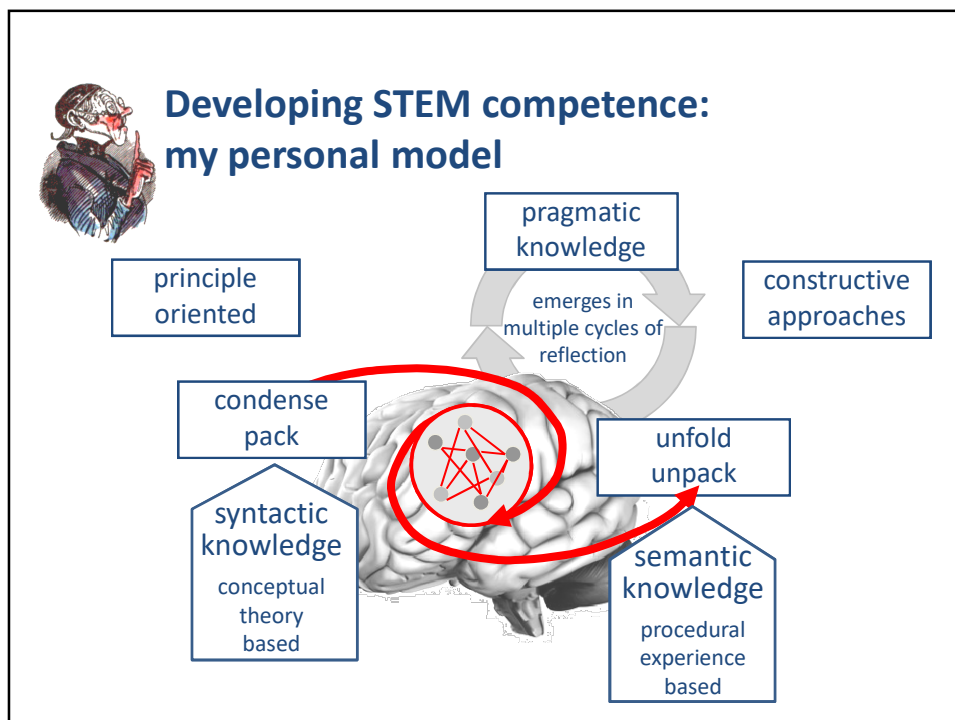 Developing STEM competence:
my personal model
pragmatic
knowledge
principle
oriented
constructive
approaches
emerges in
multiple cycles of
reflection
condense
pack
unfold
unpack
syntactic
knowledge
conceptual
theory
based
semantic
knowledge
procedural
experience
based